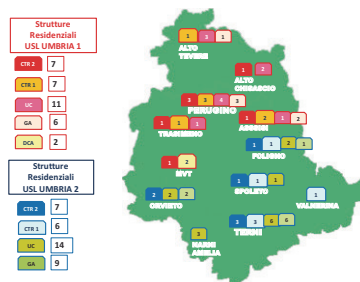 Strutture
Residenziali
USL UMBRIA 1
CTR 2 7
CTR 1 7
UC 11
GA 6
DCA 2
Strutture
Residenziali
USL UMBRIA 2
CTR 2 7
CTR 1 6
UC 14
GA 9
1 3 1
ALTO
TEVERE
1 2
ALTO
CHIASCIO
3 3 4 3
PERUGINO
1 1 1
TRASIMENO
1 2 1 2
ASSISI
1 1 2 1
FOLIGNO
1 2
MVT
2 2 2
ORVIETO
1 1 1
SPOLETO
1
VALNERINA
3
NARNI
AMELIA
1 3 6 6
TERNI